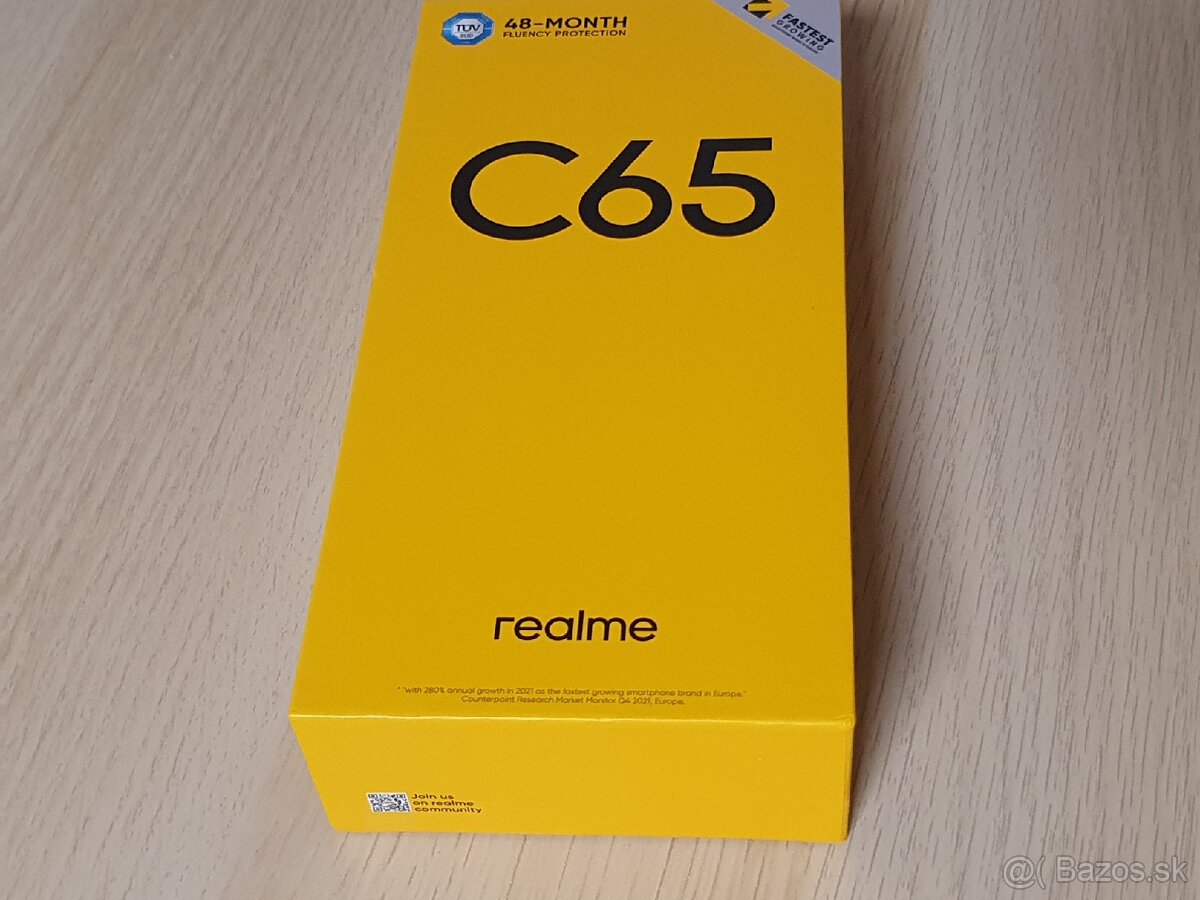 TÜV
SÜD
48-MONTH
FLUENCY PROTECTION
FASTEST
GROWING
C65
realme
* "with 280% annual growth in 2021 as the fastest growing smartphone brand in Europe."
Counterpoint Research Market Monitor Q4 2021, Europe.
Join us
on realme
community
@( Bazos.sk